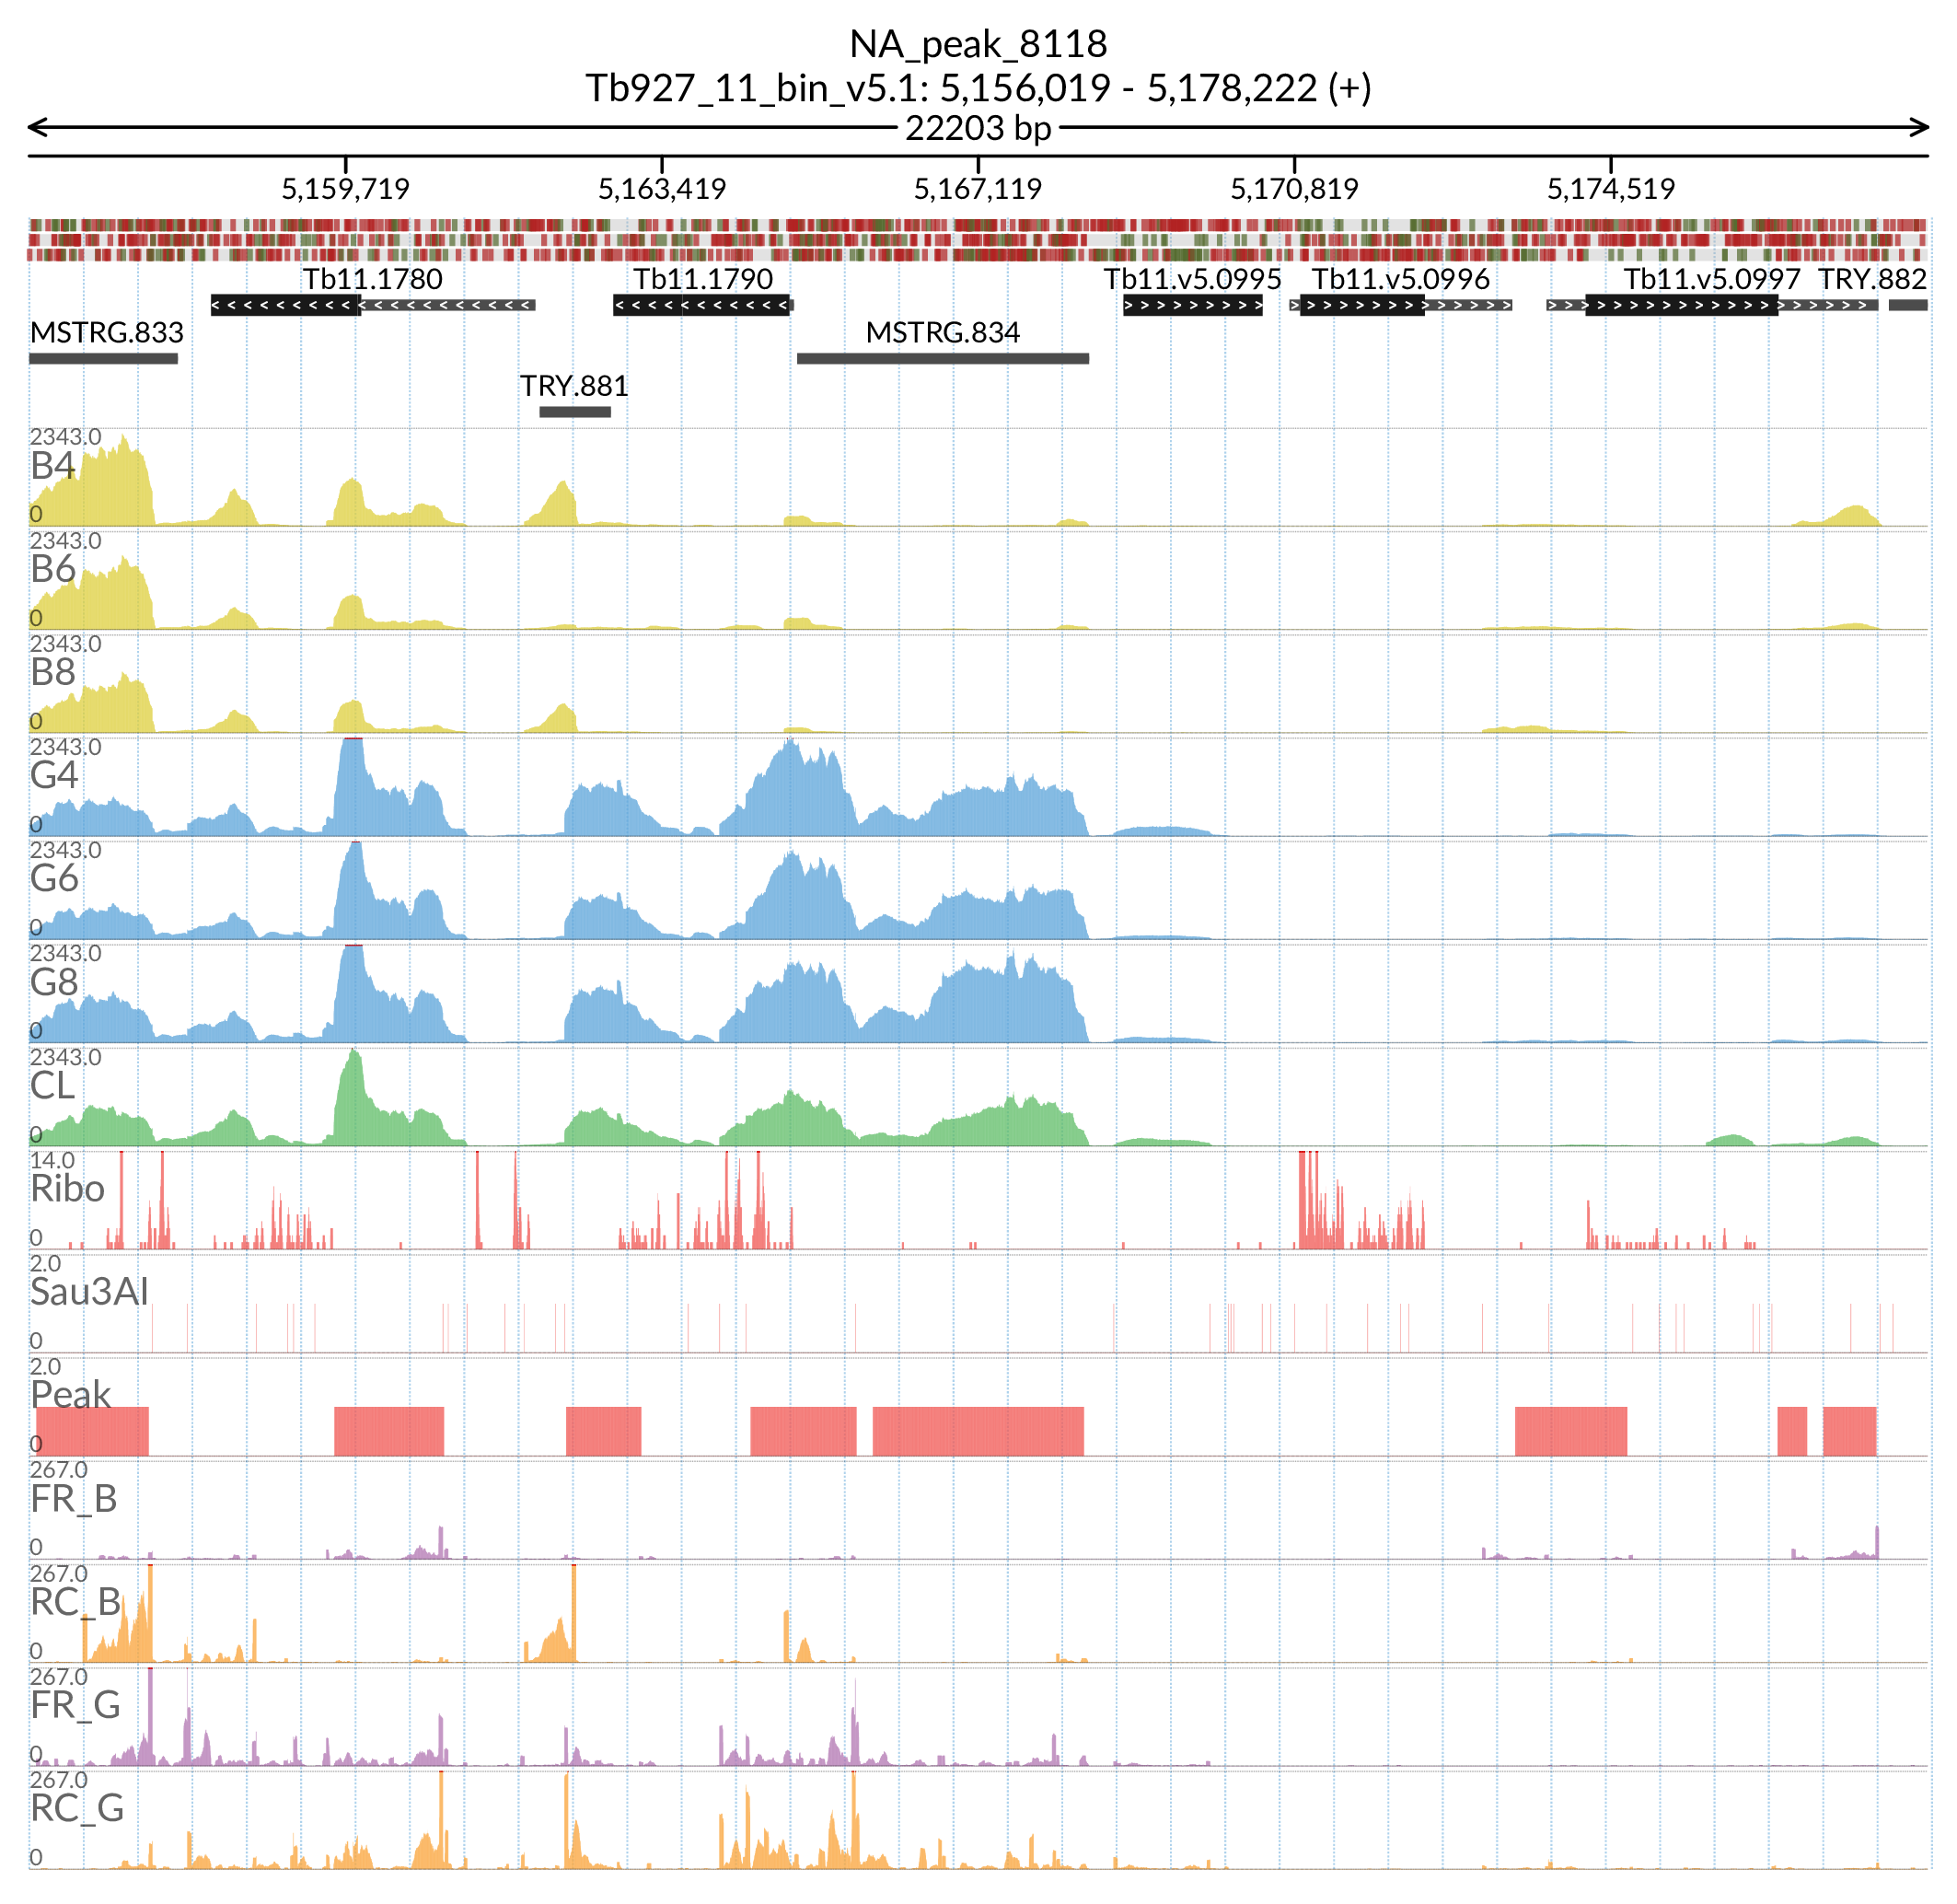 NA_peak_8118
Tb927_11_bin_v5.1: 5,156,019 - 5,178,222 (+)
22203 bp
5,159,719 5,163,419 5,167,119 5,170,819 5,174,519
Tb11.1780 Tb11.1790 Tb11.v5.0995 Tb11.v5.0996 Tb11.v5.0997 TRY.882
MSTRG.833 MSTRG.834
TRY.881
2343.0
B4
0
2343.0
B6
0
2343.0
B8
0
2343.0
G4
0
2343.0
G6
0
2343.0
G8
0
2343.0
CL
0
14.0
Ribo
0
2.0
Sau3AI
0
2.0
Peak
0
267.0
FR_B
0
267.0
RC_B
0
267.0
FR_G
0
267.0
RC_G
0